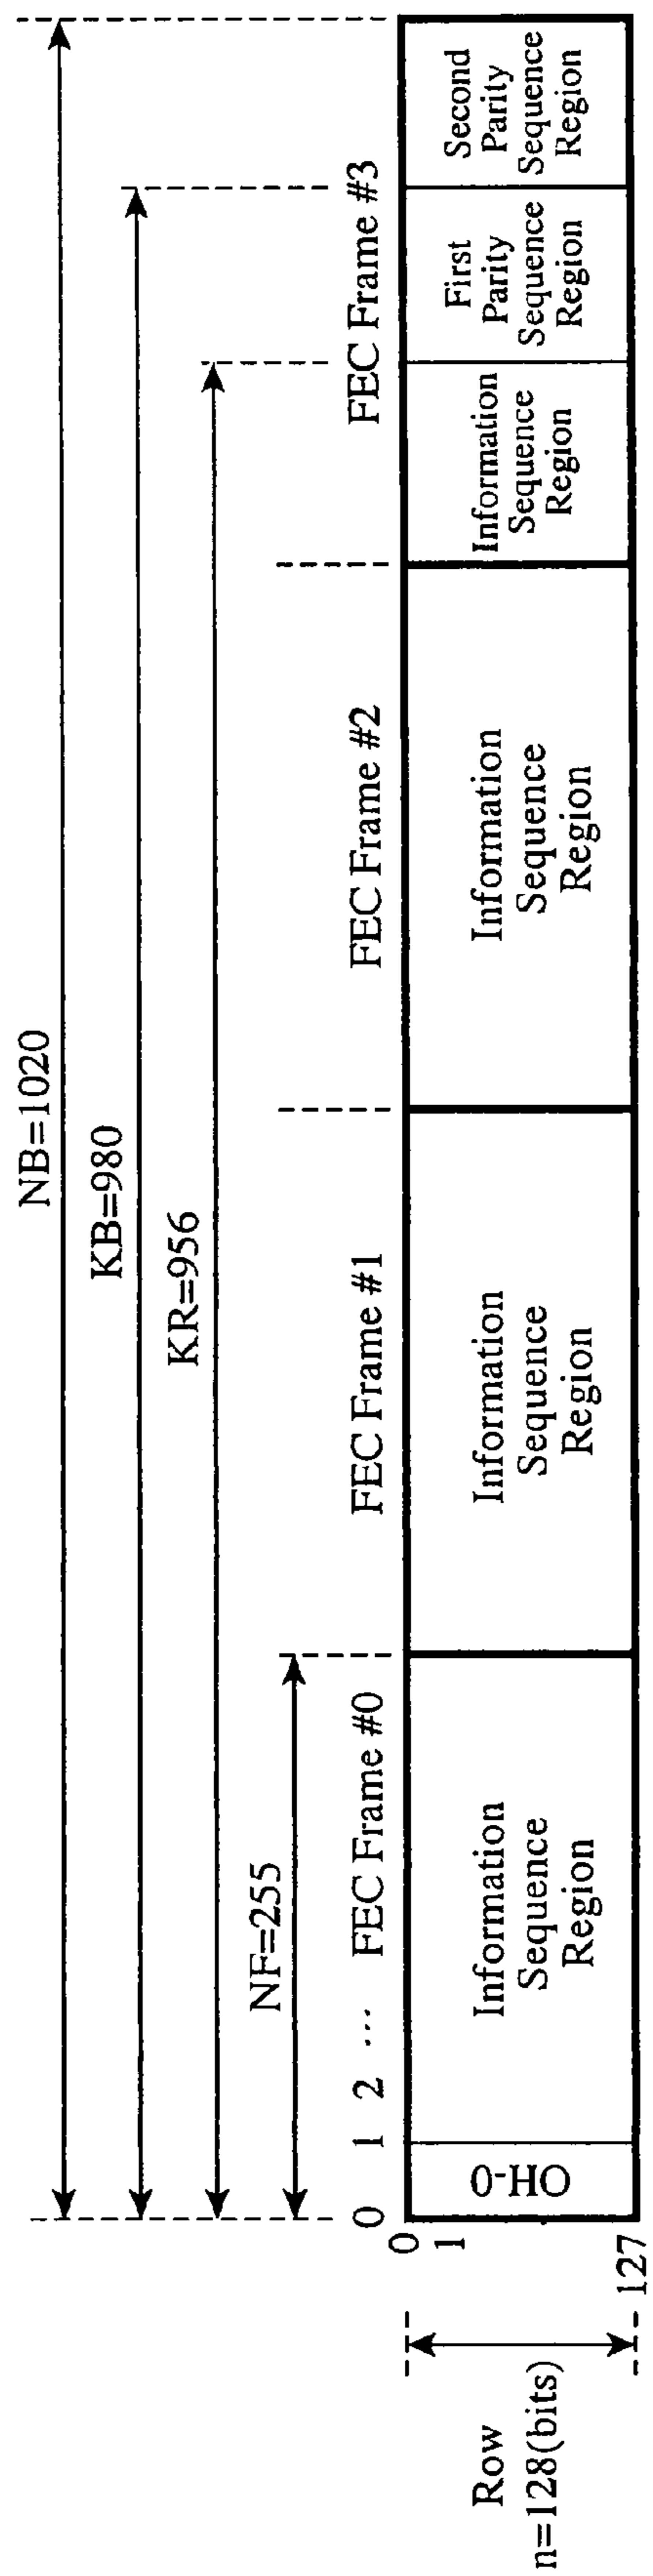 NB=1020
KB=980
KR=956
NF=255
0 1 2 ... FEC Frame #0
FEC Frame #1
FEC Frame #2
FEC Frame #3
Row
n=128(bits)
0
1
127
OH-0
Information
Sequence
Region
Information
Sequence
Region
Information
Sequence
Region
Information
Sequence
Region
First
Parity
Sequence
Region
Second
Parity
Sequence
Region